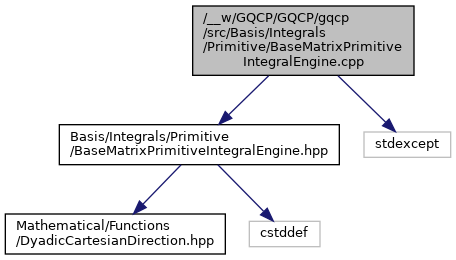 /__w/GQCP/GQCP/gqcp
/src/Basis/Integrals
/Primitive/BaseMatrixPrimitive
IntegralEngine.cpp
Basis/Integrals/Primitive
/BaseMatrixPrimitiveIntegralEngine.hpp
stdexcept
Mathematical/Functions
/DyadicCartesianDirection.hpp
cstddef